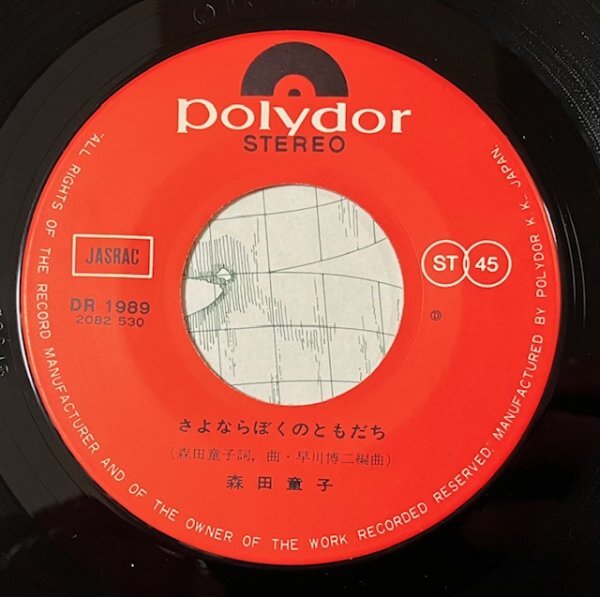 polydor
STEREO
JASRAC
ST 45
DR 1989
2082 530
さよならぼくのともだち
(森田童子詞, 曲・早川博二編曲)
森田童子
"ALL RIGHTS OF THE RECORD MANUFACTURER AND OF THE OWNER OF THE WORK RECORDED RESERVED." MANUFACTURED BY POLYDOR K. K., JAPAN.